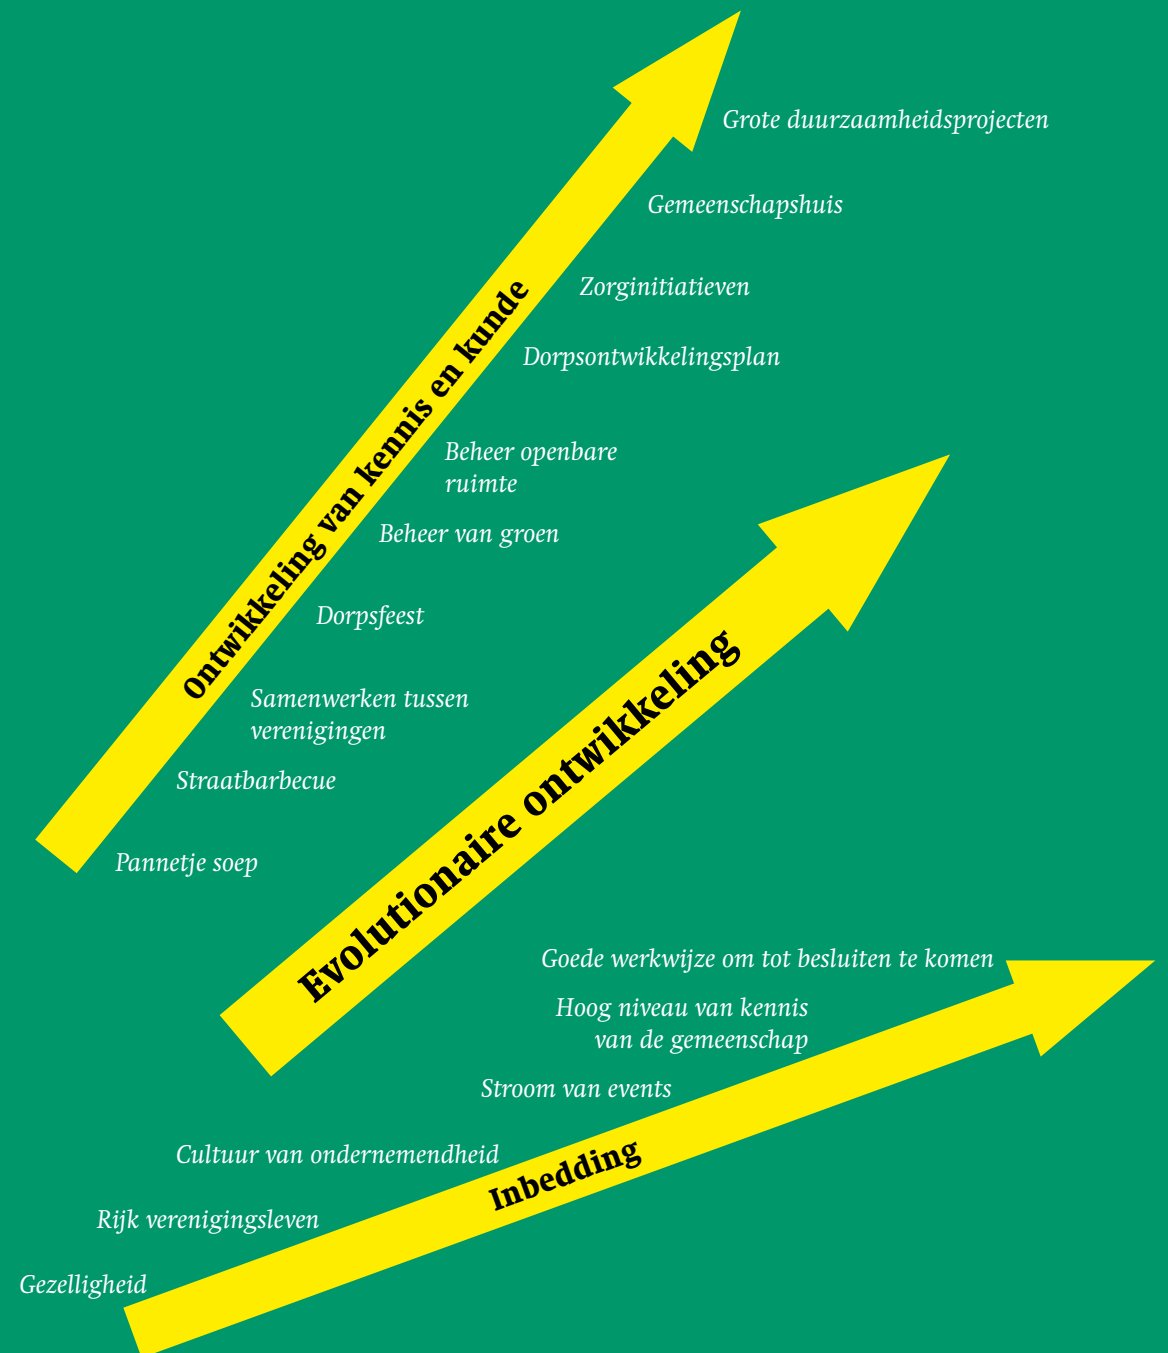 Grote duurzaamheidsprojecten
Gemeenschapshuis
Zorginitiatieven
Dorpsontwikkelingsplan
Beheer openbare
ruimte
Beheer van groen
Dorpsfeest
Samenwerken tussen
verenigingen
Straatbarbecue
Pannetje soep
Ontwikkeling van kennis en kunde
Evolutionaire ontwikkeling
Goede werkwijze om tot besluiten te komen
Hoog niveau van kennis
van de gemeenschap
Stroom van events
Cultuur van ondernemendheid
Rijk verenigingsleven
Gezelligheid
Inbedding